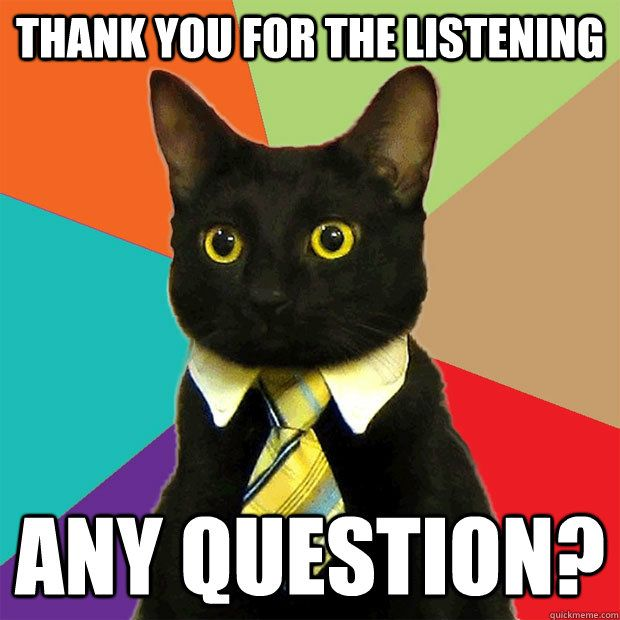 THANK YOU FOR THE LISTENING
ANY QUESTION?
quickmeme.com